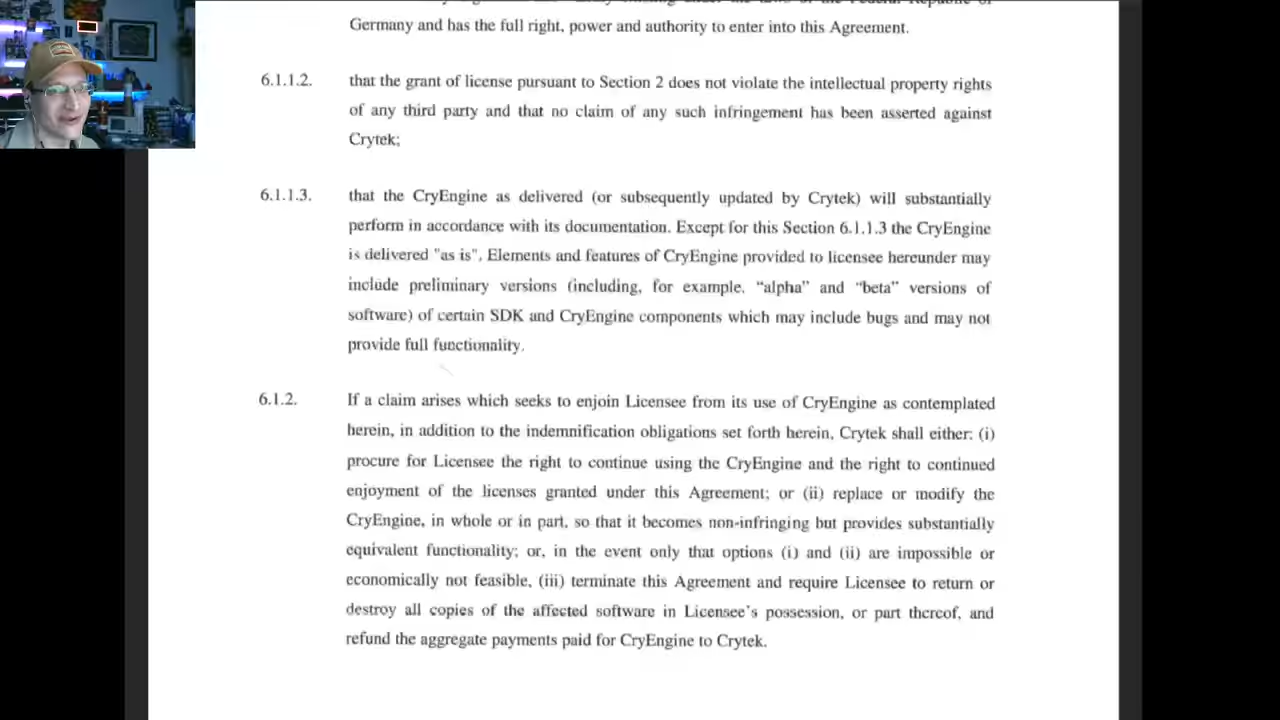 Germany and has the full right, power and authority to enter into this Agreement.
6.1.1.2. that the grant of license pursuant to Section 2 does not violate the intellectual property rights
of any third party and that no claim of any such infringement has been asserted against
Crytek;
6.1.1.3. that the CryEngine as delivered (or subsequently updated by Crytek) will substantially
perform in accordance with its documentation. Except for this Section 6.1.1.3 the CryEngine
is delivered "as is", Elements and features of CryEngine provided to licensee hereunder may
include preliminary versions (including, for example, “alpha” and “beta” versions of
software) of certain SDK and CryEngine components which may include bugs and may not
provide full functionality.
6.1.2. If a claim arises which seeks to enjoin Licensee from its use of CryEngine as contemplated
herein, in addition to the indemnification obligations set forth herein, Crytek shall either: (i)
procure for Licensee the right to continue using the CryEngine and the right to continued
enjoyment of the licenses granted under this Agreement; or (ii) replace or modify the
CryEngine, in whole or in part, so that it becomes non-infringing but provides substantially
equivalent functionality; or, in the event only that options (i) and (ii) are impossible or
economically not feasible, (iii) terminate this Agreement and require Licensee to return or
destroy all copies of the affected software in Licensee's possession, or part thereof, and
refund the aggregate payments paid for CryEngine to Crytek.